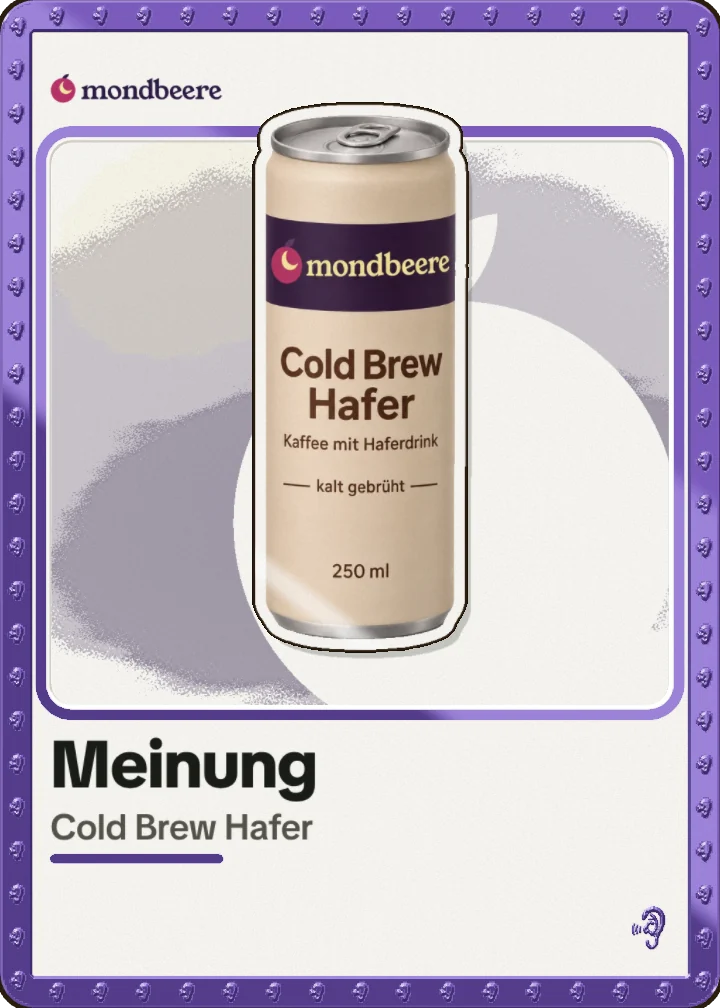 mondbeere
mondbeere
Cold Brew
Hafer
Kaffee mit Haferdrink
kalt gebrüht
250 ml
Meinung
Cold Brew Hafer